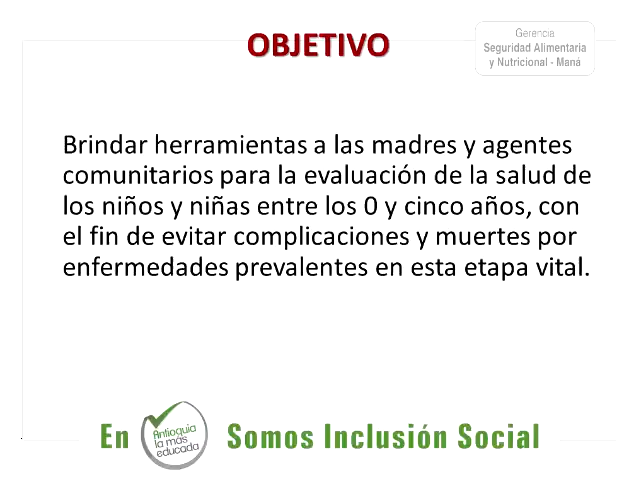 OBJETIVO
Gerencia
Seguridad Alimentaria
y Nutricional - Maná
Brindar herramientas a las madres y agentes
comunitarios para la evaluación de la salud de
los niños y niñas entre los 0 y cinco años, con
el fin de evitar complicaciones y muertes por
enfermedades prevalentes en esta etapa vital.
En
Antioquia
la más
educada
Somos Inclusión Social